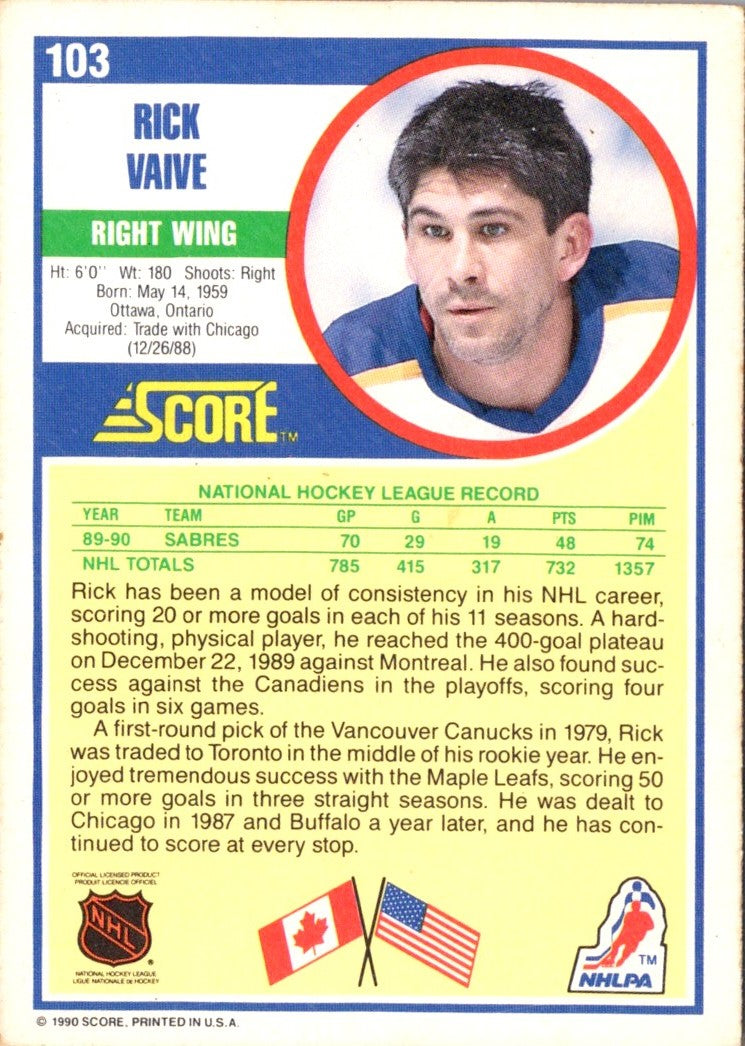 103
RICK
VAIVE
RIGHT WING
Ht: 6'0'' Wt: 180 Shoots: Right
Born: May 14, 1959
Ottawa, Ontario
Acquired: Trade with Chicago
(12/26/88)
SCORE TM
NATIONAL HOCKEY LEAGUE RECORD
YEAR TEAM GP G A PTS PIM
89-90 SABRES 70 29 19 48 74
NHL TOTALS 785 415 317 732 1357
Rick has been a model of consistency in his NHL career,
scoring 20 or more goals in each of his 11 seasons. A hard-
shooting, physical player, he reached the 400-goal plateau
on December 22, 1989 against Montreal. He also found suc-
cess against the Canadiens in the playoffs, scoring four
goals in six games.
A first-round pick of the Vancouver Canucks in 1979, Rick
was traded to Toronto in the middle of his rookie year. He en-
joyed tremendous success with the Maple Leafs, scoring 50
or more goals in three straight seasons. He was dealt to
Chicago in 1987 and Buffalo a year later, and he has con-
tinued to score at every stop.
OFFICIAL LICENSED PRODUCT
PRODUIT LICENCIE OFFICIEL
NHL ®
NATIONAL HOCKEY LEAGUE
LIGUE NATIONALE DE HOCKEY
TM
NHLPA
© 1990 SCORE. PRINTED IN U.S.A.